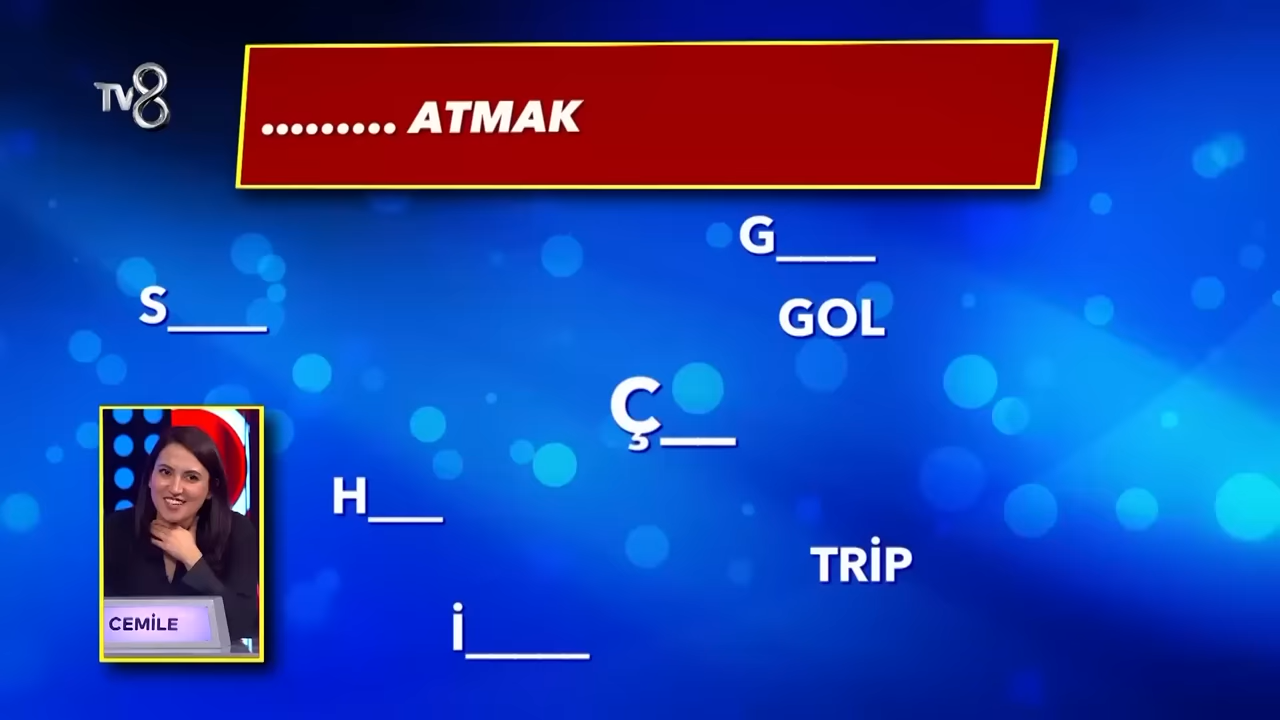 TV8
......... ATMAK
G____
S____
GOL
Ç___
H___
TRİP
CEMİLE
İ_____